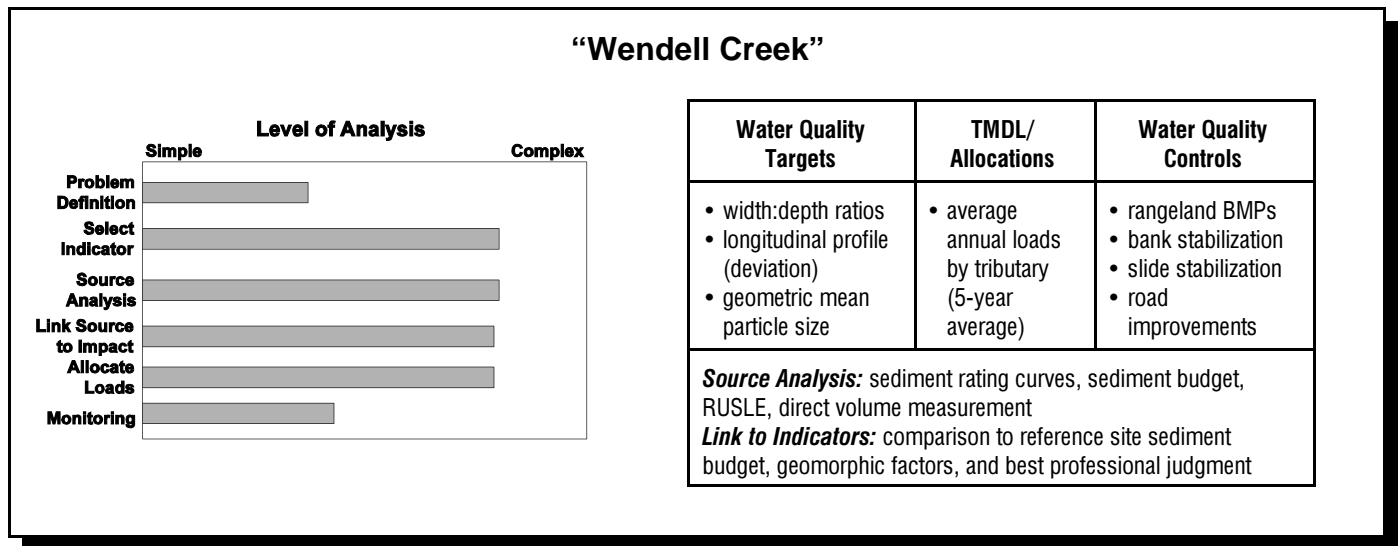 “Wendell Creek”
Level of Analysis
Simple
Complex
Problem
Definition
Select
Indicator
Source
Analysis
Link Source
to Impact
Allocate
Loads
Monitoring
Water Quality
Targets
TMDL/
Allocations
Water Quality
Controls
• width:depth ratios
• longitudinal profile
(deviation)
• geometric mean
particle size
• average
annual loads
by tributary
(5-year
average)
• rangeland BMPs
• bank stabilization
• slide stabilization
• road
improvements
Source Analysis: sediment rating curves, sediment budget,
RUSLE, direct volume measurement
Link to Indicators: comparison to reference site sediment
budget, geomorphic factors, and best professional judgment